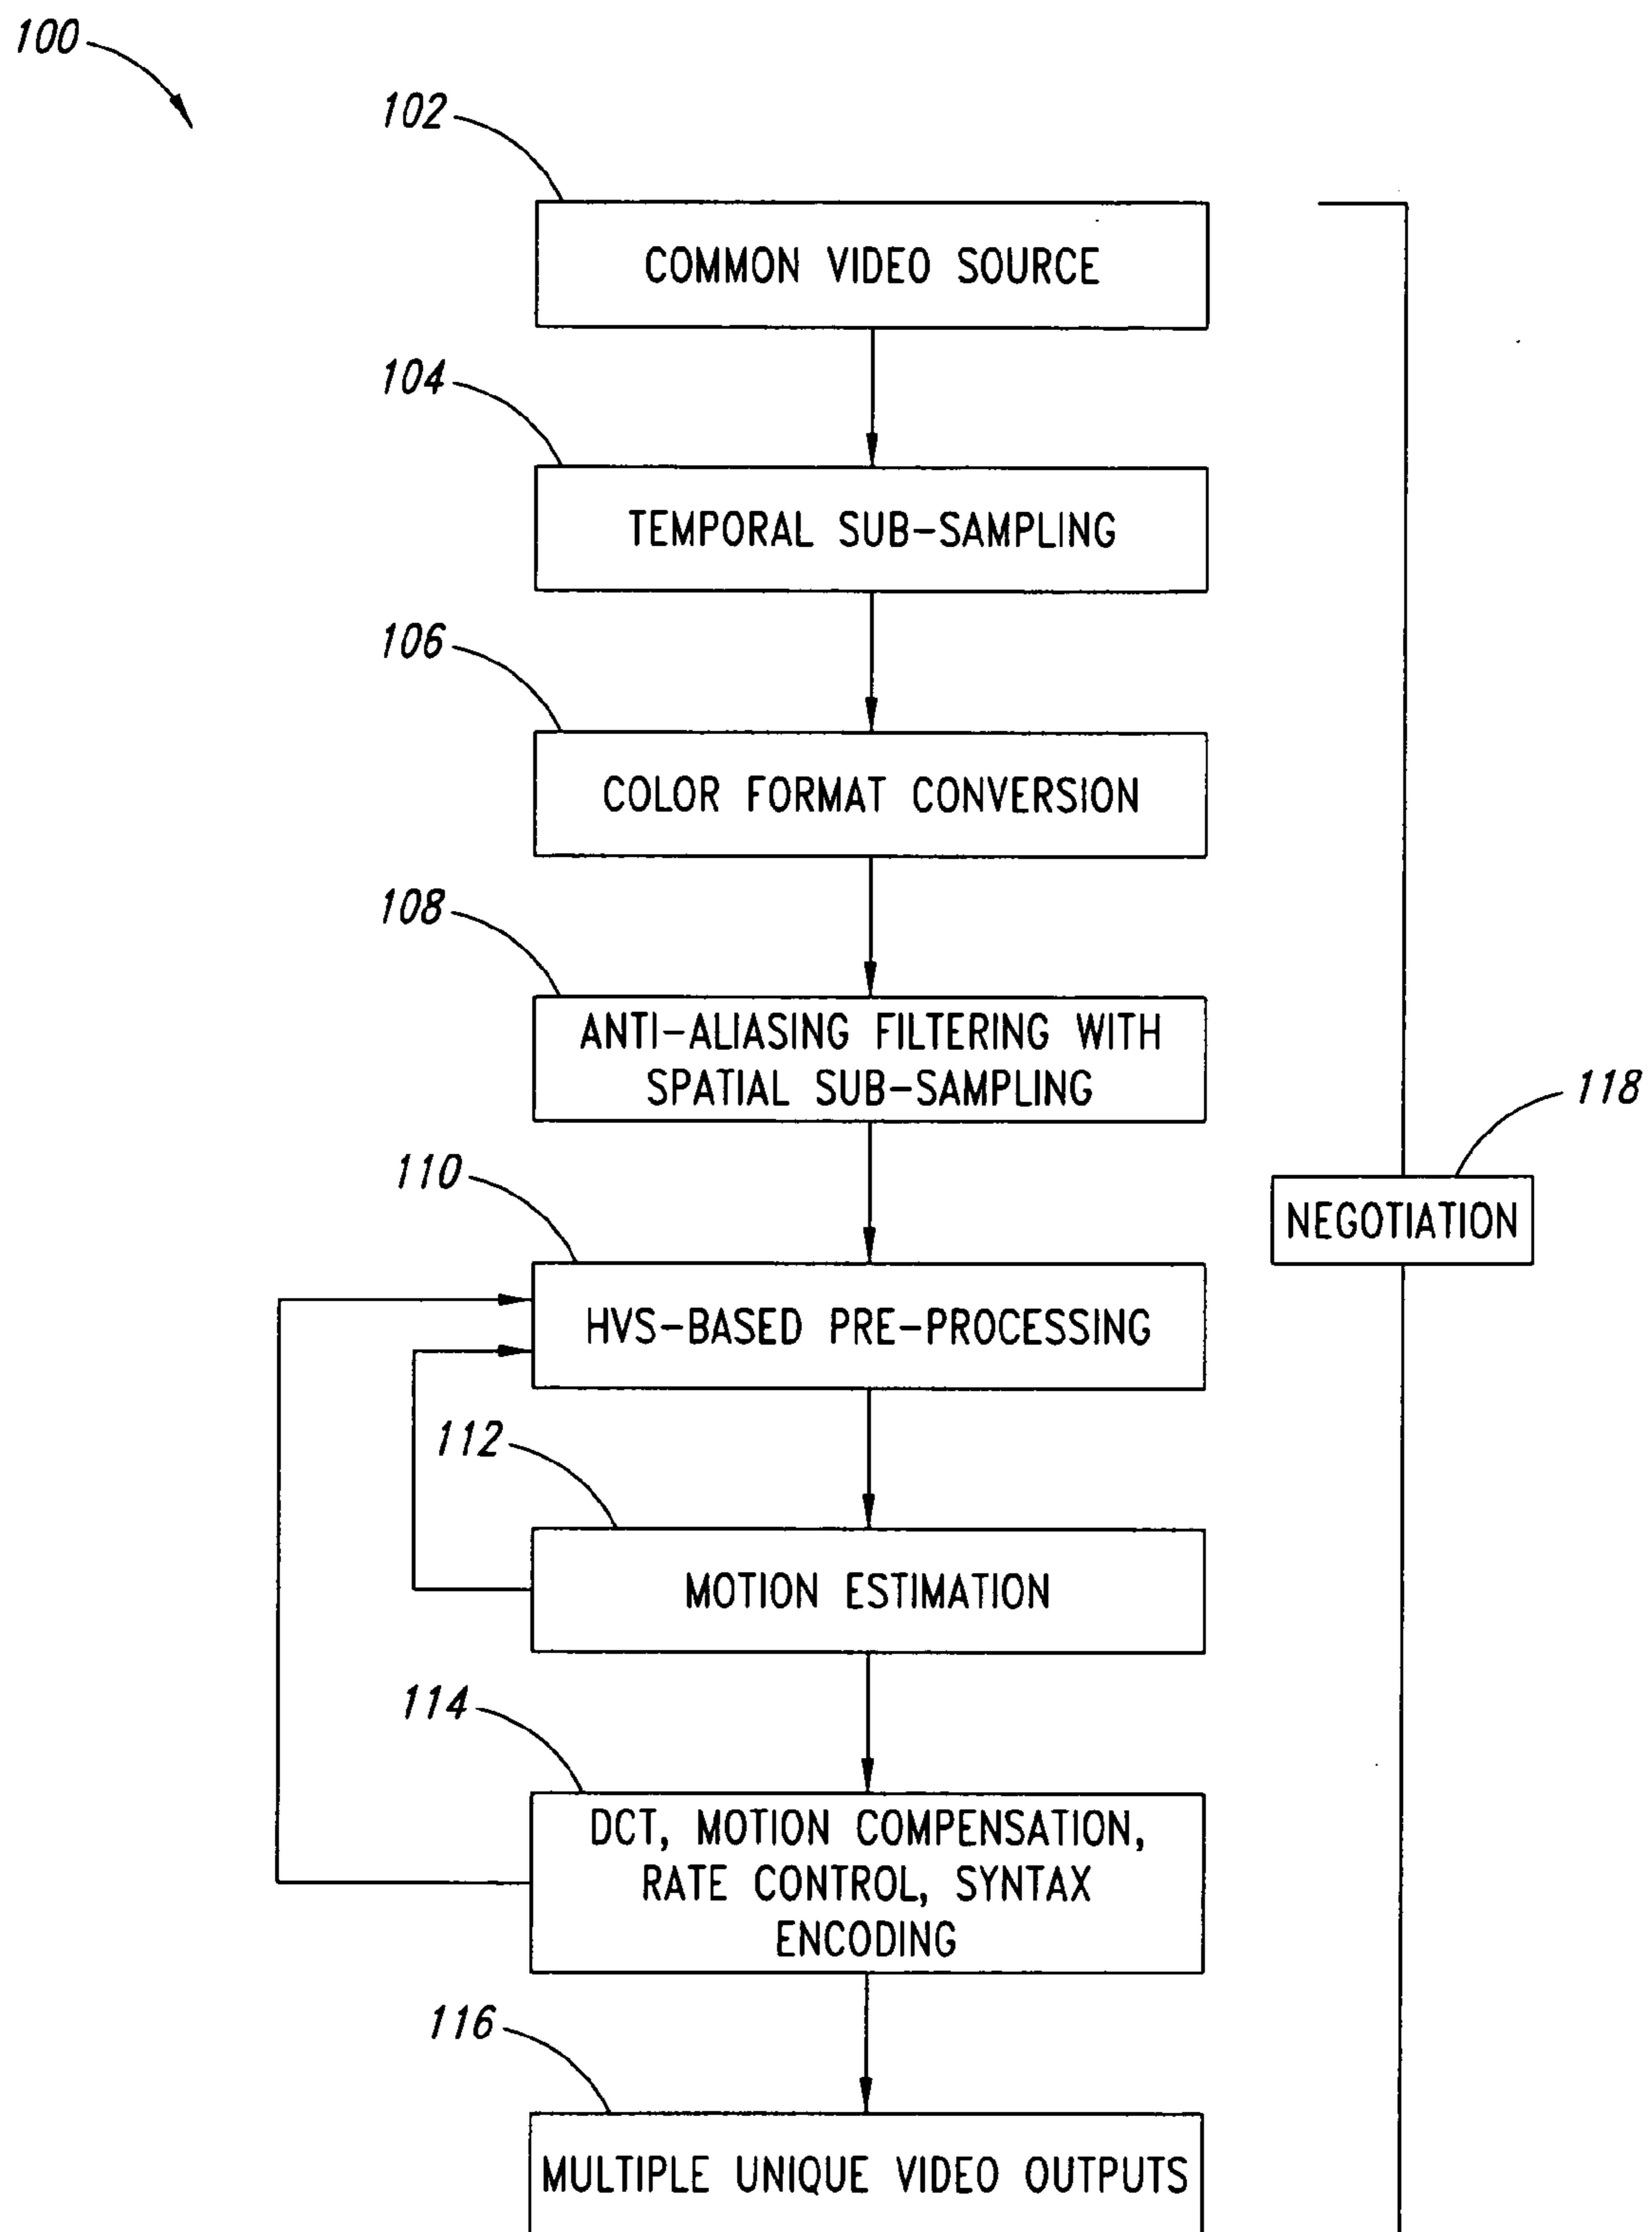 100
102
COMMON VIDEO SOURCE
104
TEMPORAL SUB-SAMPLING
106
COLOR FORMAT CONVERSION
108
ANTI-ALIASING FILTERING WITH
SPATIAL SUB-SAMPLING
118
NEGOTIATION
110
HVS-BASED PRE-PROCESSING
112
MOTION ESTIMATION
114
DCT, MOTION COMPENSATION,
RATE CONTROL, SYNTAX
ENCODING
116
MULTIPLE UNIQUE VIDEO OUTPUTS